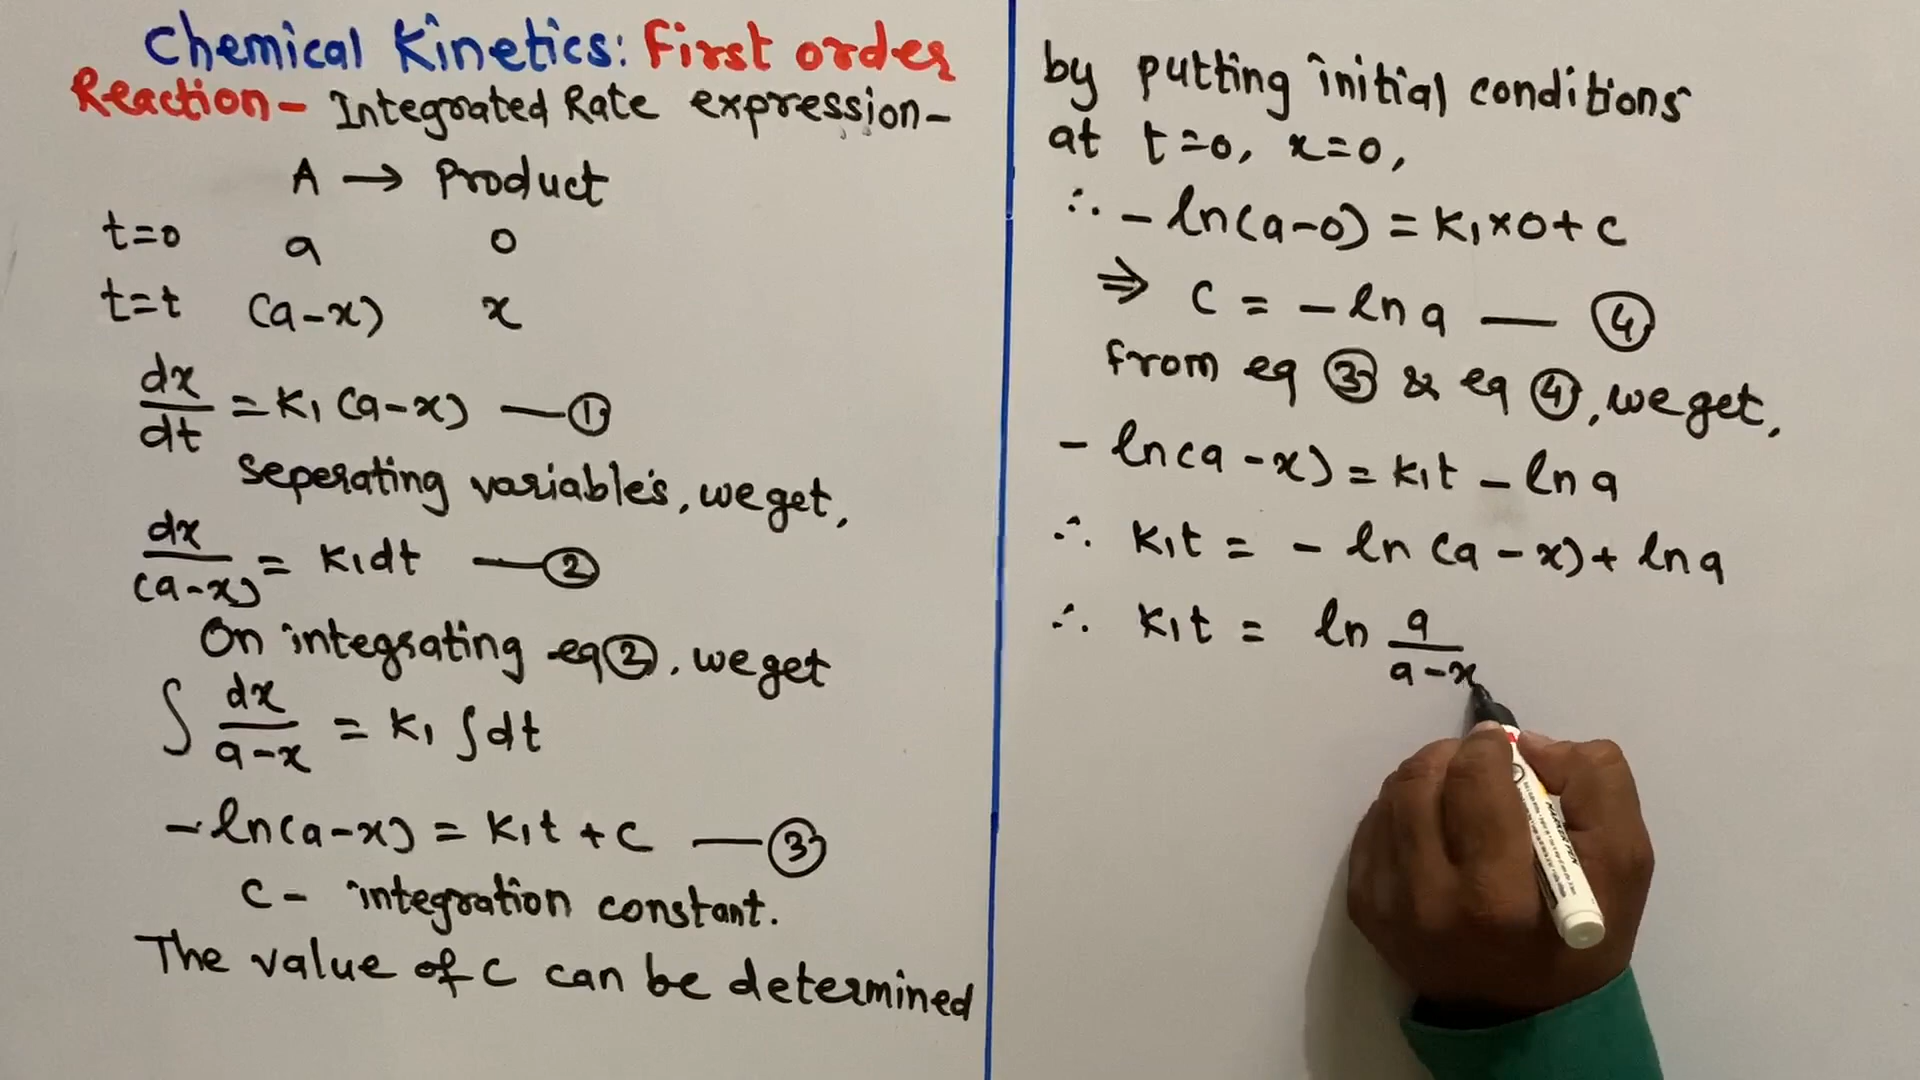 Chemical Kinetics: First order
Reaction- Integrated Rate expression-
A → Product
t=0 a 0
t=t (a-x) x
dx/dt = K₁(a-x) —①
Seperating variable's, we get,
dx/(a-x) = K₁dt —②
On integrating eq②, we get
∫ dx/a-x = K₁ ∫dt
-ln(a-x) = K₁t + C —③
C- integration constant.
The value of C can be determined
by putting initial conditions
at t=0, x=0,
∴ -ln(a-0) = K₁×0+C
⇒ C = -ln a — ④
From eq ③ & eq ④, we get,
-ln(a-x) = K₁t - ln a
∴ K₁t = - ln (a-x) + ln a
∴ K₁t = ln a/a-x